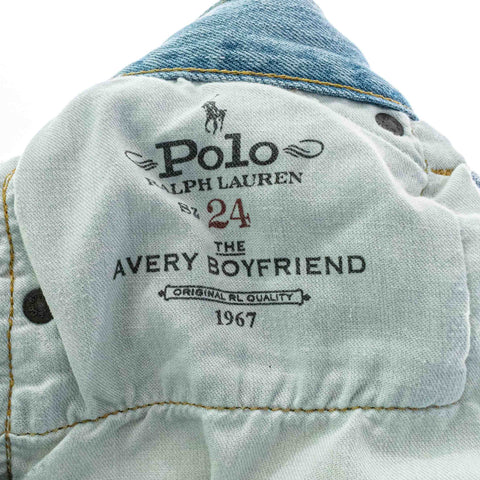 Polo
RALPH LAUREN
Sz 24
THE
AVERY BOYFRIEND
ORIGINAL RL QUALITY
1967